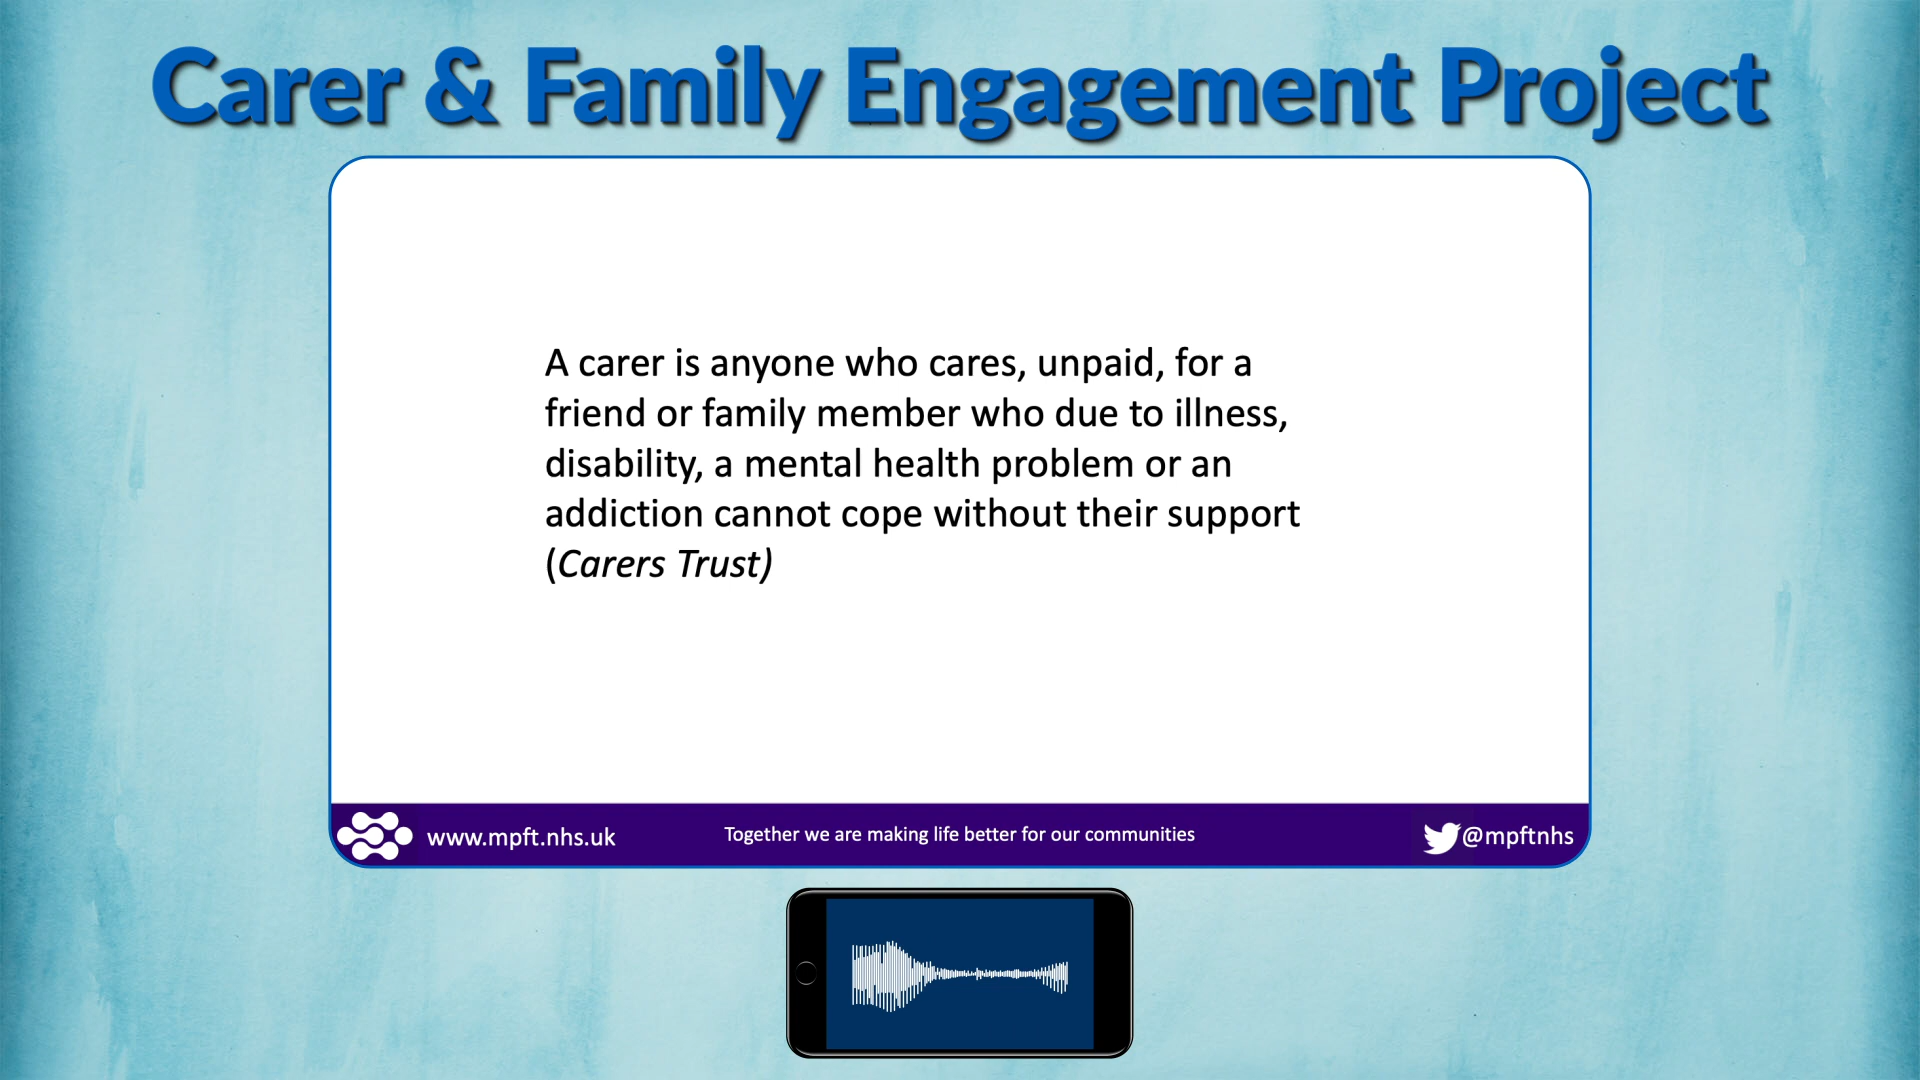 Carer & Family Engagement Project
A carer is anyone who cares, unpaid, for a
friend or family member who due to illness,
disability, a mental health problem or an
addiction cannot cope without their support
(Carers Trust)
www.mpft.nhs.uk
Together we are making life better for our communities
@mpftnhs